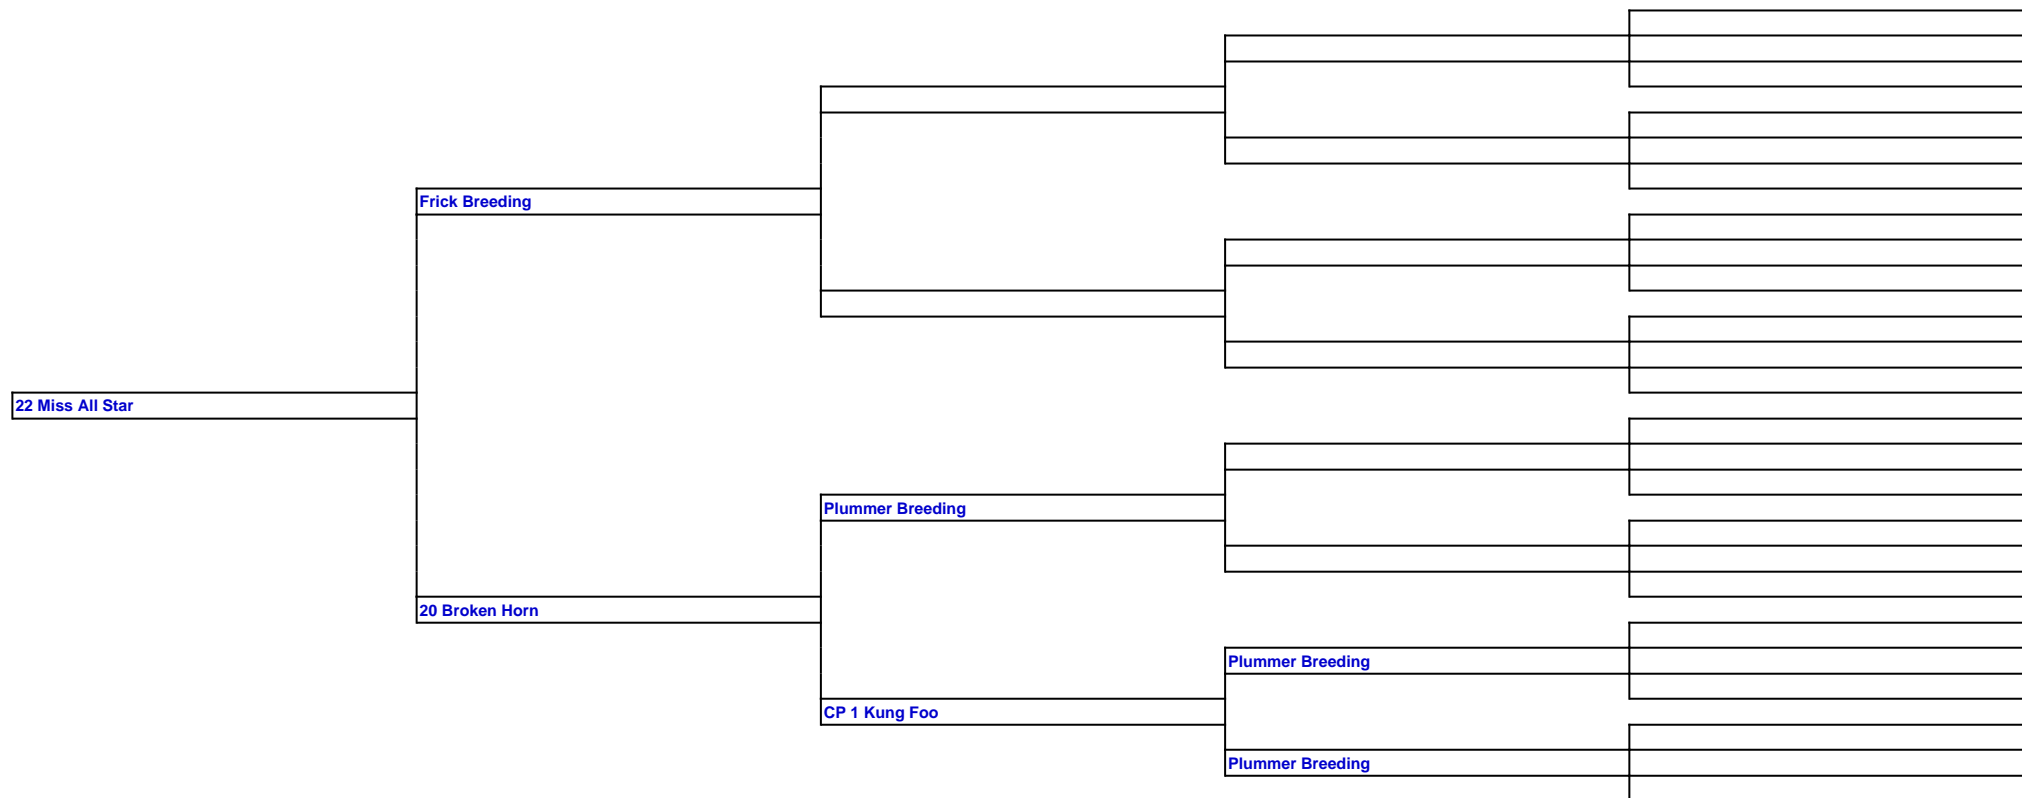 Frick Breeding
22 Miss All Star
Plummer Breeding
20 Broken Horn
Plummer Breeding
CP 1 Kung Foo
Plummer Breeding